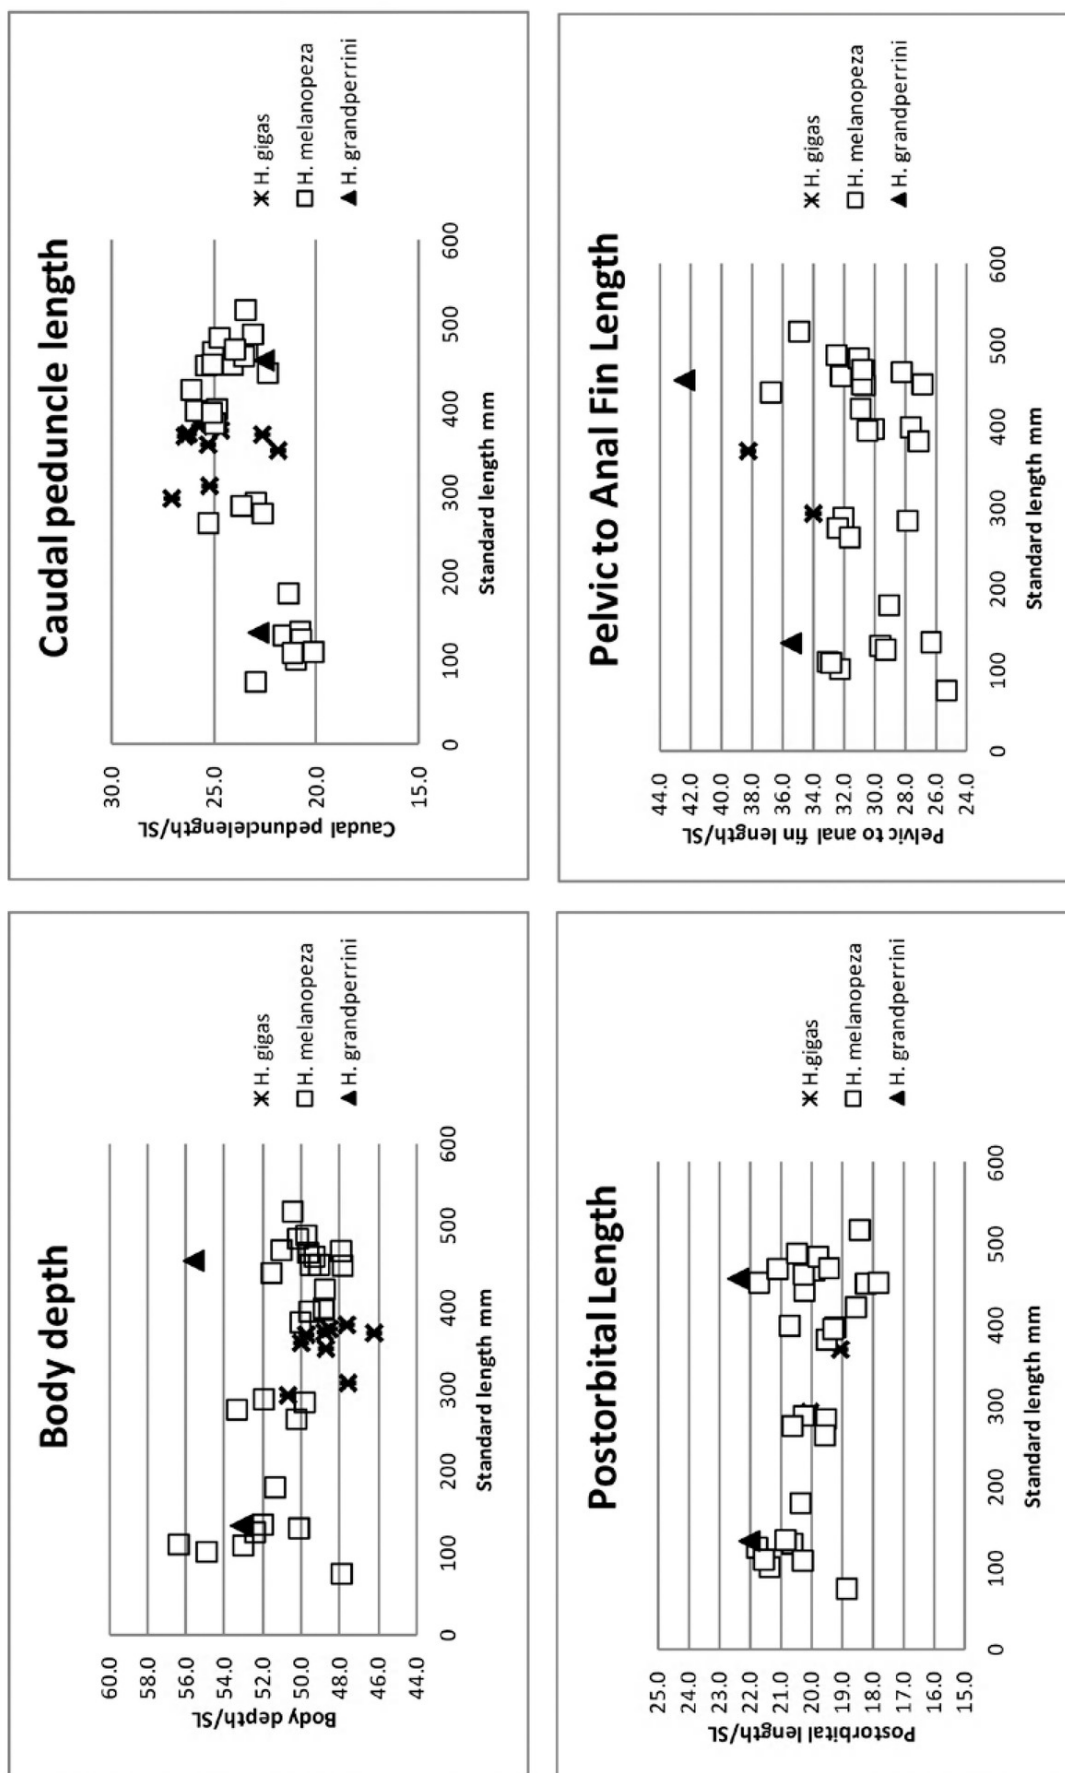 Body depth
Body depth/SL
60.0
58.0
56.0
54.0
52.0
50.0
48.0
46.0
44.0
0
100
200
300
400
500
600
Standard length mm
H. gigas
H. melanopeza
H. grandperrini
Caudal peduncle length
Caudal pedunclelength/SL
30.0
25.0
20.0
15.0
0
100
200
300
400
500
600
Standard length mm
H. gigas
H. melanopeza
H. grandperrini
Postorbital Length
Postorbital length/SL
25.0
24.0
23.0
22.0
21.0
20.0
19.0
18.0
17.0
16.0
15.0
0
100
200
300
400
500
600
Standard length mm
H.gigas
H. melanopeza
H. grandperrini
Pelvic to Anal Fin Length
Pelvic to anal fin length/SL
44.0
42.0
40.0
38.0
36.0
34.0
32.0
30.0
28.0
26.0
24.0
0
100
200
300
400
500
600
Standard length mm
H. gigas
H. melanopeza
H. grandperrini